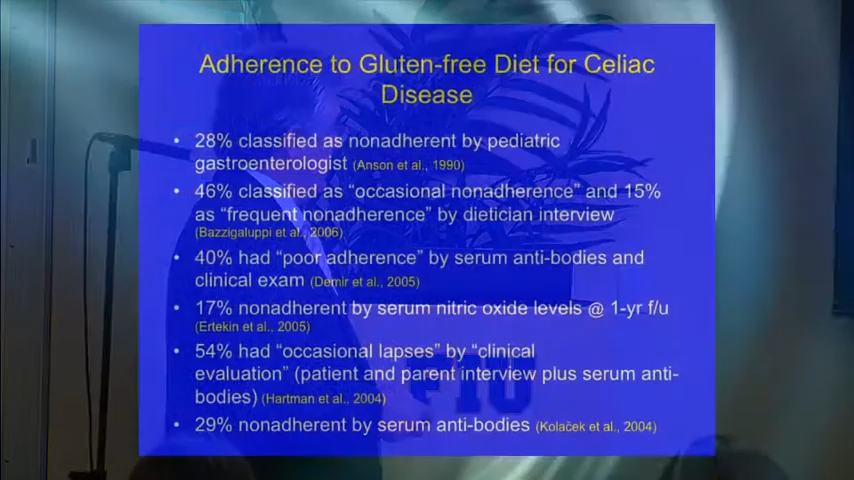 Adherence to Gluten-free Diet for Celiac
Disease
• 28% classified as nonadherent by pediatric
gastroenterologist (Anson et al., 1990)
• 46% classified as “occasional nonadherence” and 15%
as “frequent nonadherence” by dietician interview
(Bazzigaluppi et al., 2006)
• 40% had “poor adherence” by serum anti-bodies and
clinical exam (Demir et al., 2005)
• 17% nonadherent by serum nitric oxide levels @ 1-yr f/u
(Ertekin et al., 2005)
• 54% had “occasional lapses” by “clinical
evaluation” (patient and parent interview plus serum anti-
bodies) (Hartman et al., 2004)
• 29% nonadherent by serum anti-bodies (Kolaček et al., 2004)
FIU